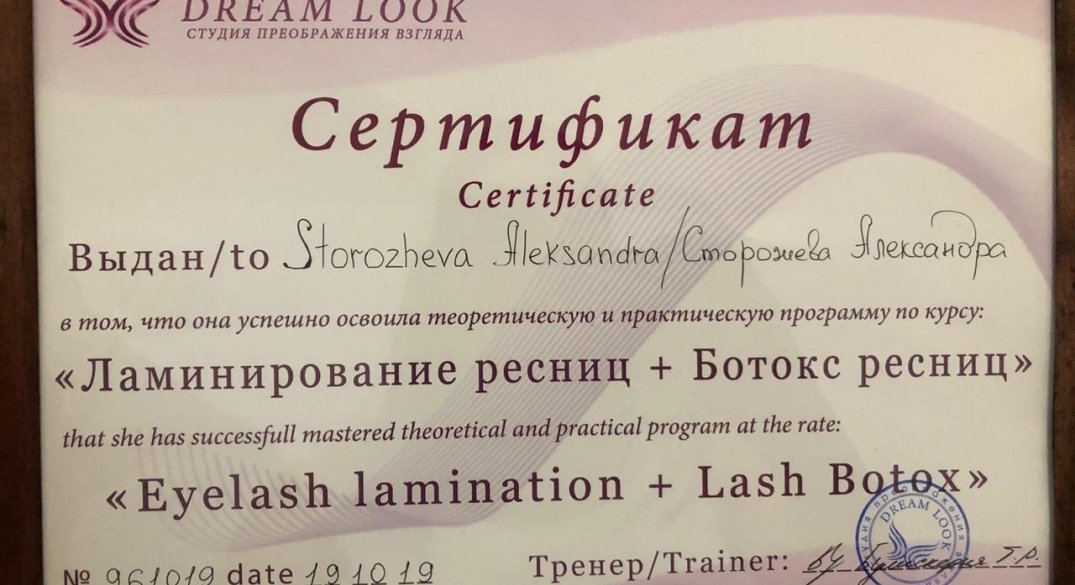 DREAM LOOK
СТУДИЯ ПРЕОБРАЖЕНИЯ ВЗГЛЯДА
Сертификат
Certificate
Выдан/to Storozheva Aleksandra/Сторожева Александра
в том, что она успешно освоила теоретическую и практическую программу по курсу:
«Ламинирование ресниц + Ботокс ресниц»
that she has successfull mastered theoretical and practical program at the rate:
«Eyelash lamination + Lash Botox»
DREAM LOOK
№ 961019 date 19.10.19 Тренер/Trainer: